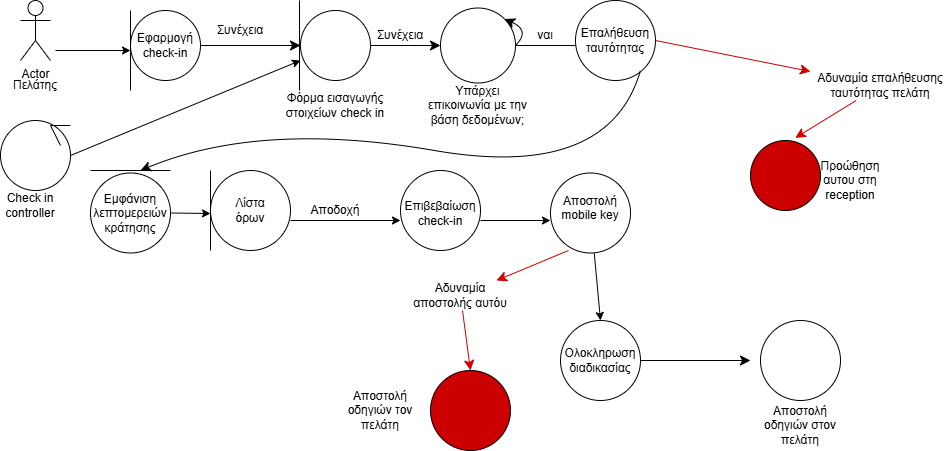 Actor
Πελάτης
Εφαρμογή
check-in
Συνέχεια
Φόρμα εισαγωγής
στοιχείων check in
Συνέχεια
Υπάρχει
επικοινωνία με την
βάση δεδομένων;
ναι
Επαλήθευση
ταυτότητας
Αδυναμία επαλήθευσης
ταυτότητας πελάτη
Προώθηση
αυτου στη
reception
Check in
controller
Εμφάνιση
λεπτομερειών
κράτησης
Λίστα
όρων
Αποδοχή
Επιβεβαίωση
check-in
Αποστολή
mobile key
Αδυναμία
αποστολής αυτόυ
Αποστολή
οδηγιών τον
πελάτη
Ολοκληρωση
διαδικασίας
Αποστολή
οδηγιών στον
πελάτη